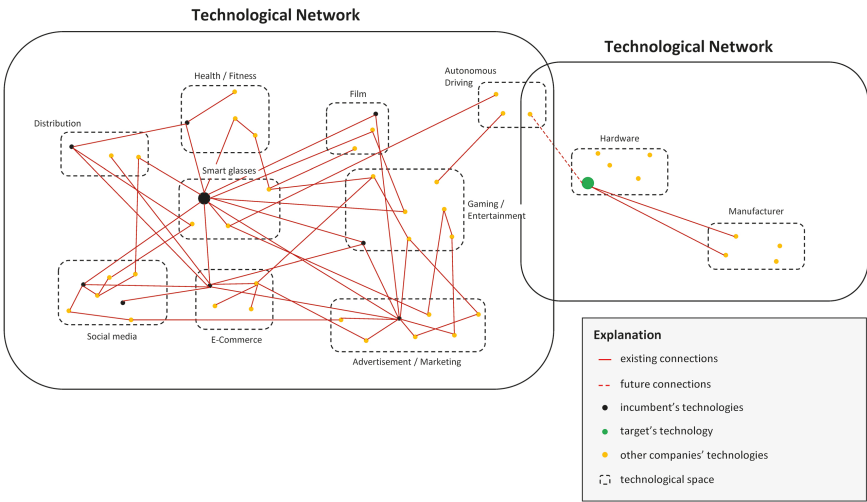 Technological Network
Technological Network
Autonomous
Driving
Health / Fitness
Film
Distribution
Hardware
Smart glasses
Gaming /
Entertainment
Manufacturer
Social media
E-Commerce
Advertisement / Marketing
Explanation
existing connections
future connections
incumbent's technologies
target's technology
other companies' technologies
technological space